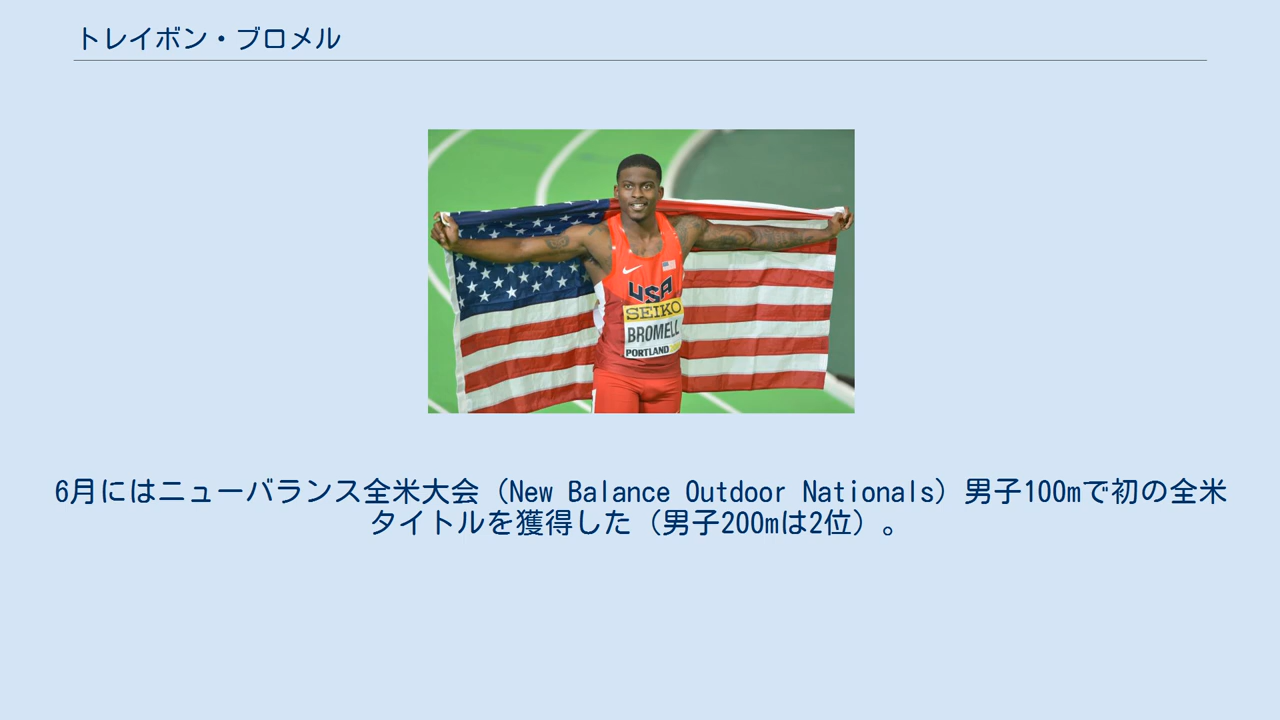 トレイボン・ブロメル
USA
SEIKO
BROMELL
PORTLAND
6月にはニューバランス全米大会（New Balance Outdoor Nationals）男子100mで初の全米
タイトルを獲得した（男子200mは2位）。